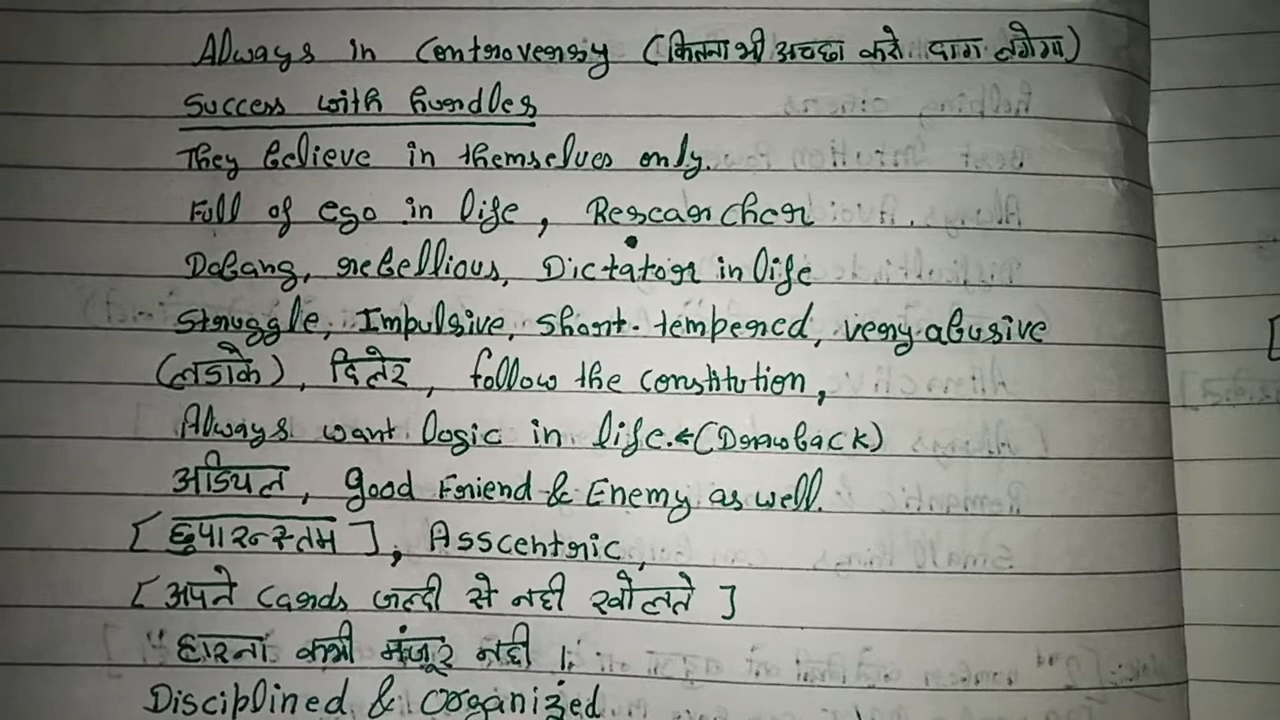 Always in Controversy (कितना भी अच्छा करो दाग लगेगा)
Success with hurdles
They believe in themselves only.
Full of ego in life, Researcher
Dabang, rebellious, Dictator in life
Struggle, Impulsive, short-tempered, very abusive
(लडाके), दिलेर, follow the constitution,
Always want logic in life.←(Drawback)
अडियल, good Friend & Enemy as well.
[छुपारुस्तम], Asscentric,
[अपने Cards जल्दी से नही खोलते]
"हारना कभी मंजूर नही।
Disciplined & Organized